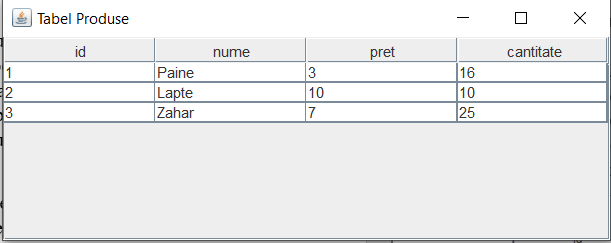 Tabel Produse
id nume pret cantitate
1 Paine 3 16
2 Lapte 10 10
3 Zahar 7 25